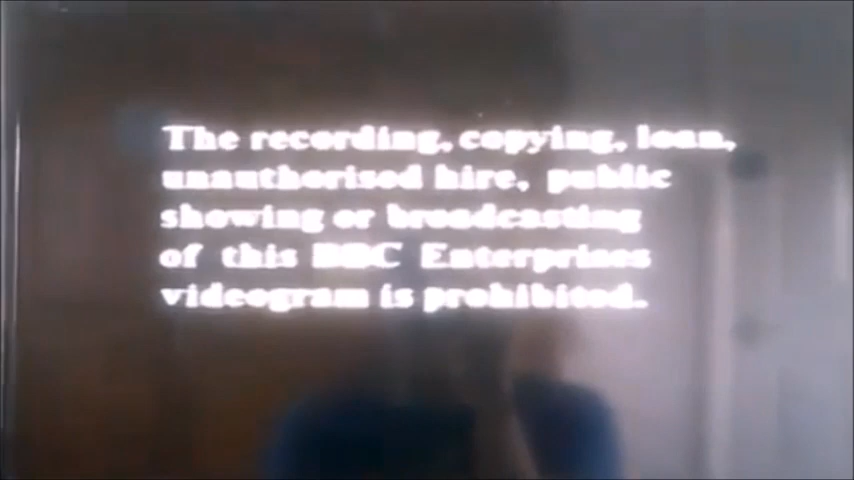 The recording, copying, loan,
unauthorised hire, public
showing or broadcasting
of this BBC Enterprises
videogram is prohibited.